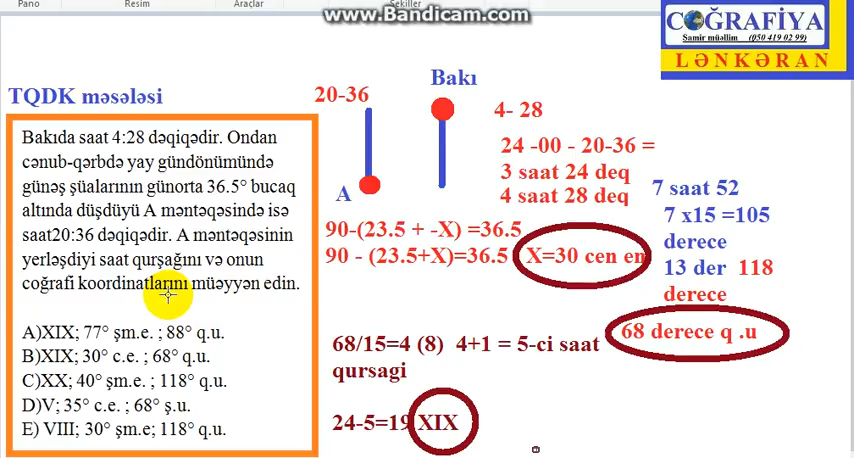 Pano
Resim
Araçlar
Şekiller
www.Bandicam.com
COĞRAFİYA
Samir müəllim (050 419 02 99)
LƏNKƏRAN
TQDK məsələsi
Bakıda saat 4:28 dəqiqədir. Ondan
cənub-qərbdə yay gündönümündə
günəş şüalarının günorta 36.5° bucaq
altında düşdüyü A məntəqəsində isə
saat20:36 dəqiqədir. A məntəqəsinin
yerləşdiyi saat qurşağını və onun
coğrafi koordinatlarını müəyyən edin.
A)XIX; 77° şm.e. ; 88° q.u.
B)XIX; 30° c.e. ; 68° q.u.
C)XX; 40° şm.e. ; 118° q.u.
D)V; 35° c.e. ; 68° ş.u.
E) VIII; 30° şm.e; 118° q.u.
20-36
Bakı
A
4- 28
24 -00 - 20-36 =
3 saat 24 deq
4 saat 28 deq
90-(23.5 + -X) =36.5
90 - (23.5+X)=36.5 X=30 cen en
7 saat 52
7 x15 =105
derece
13 der 118
derece
68 derece q .u
68/15=4 (8) 4+1 = 5-ci saat
qursagi
24-5=19 XIX